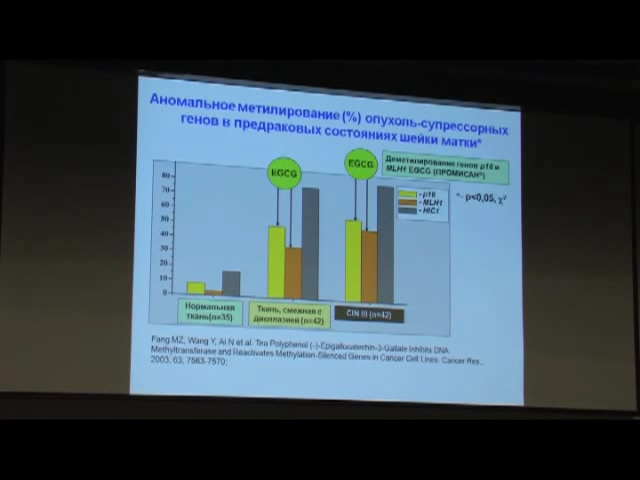 Аномальное метилирование (%) опухоль-супрессорных
генов в предраковых состояниях шейки матки*
EGCG
EGCG
Деметилирование генов p16 и
MLH1 EGCG (ПРОМИСАН®)
- p16
- MLH1
- HIC1
*- p<0,05, χ²
80
70
60
50
40
30
20
10
0
Нормальная
ткань(n=35)
Ткань, смежная с
дисплазией (n=42)
CIN III (n=42)
Fang MZ, Wang Y, Ai N et al. Tea Polyphenol (-)-Epigallocatechin-3-Gallate Inhibits DNA
Methyltransferase and Reactivates Methylation-Silenced Genes in Cancer Cell Lines. Cancer Res.,
2003, 63, 7563-7570;